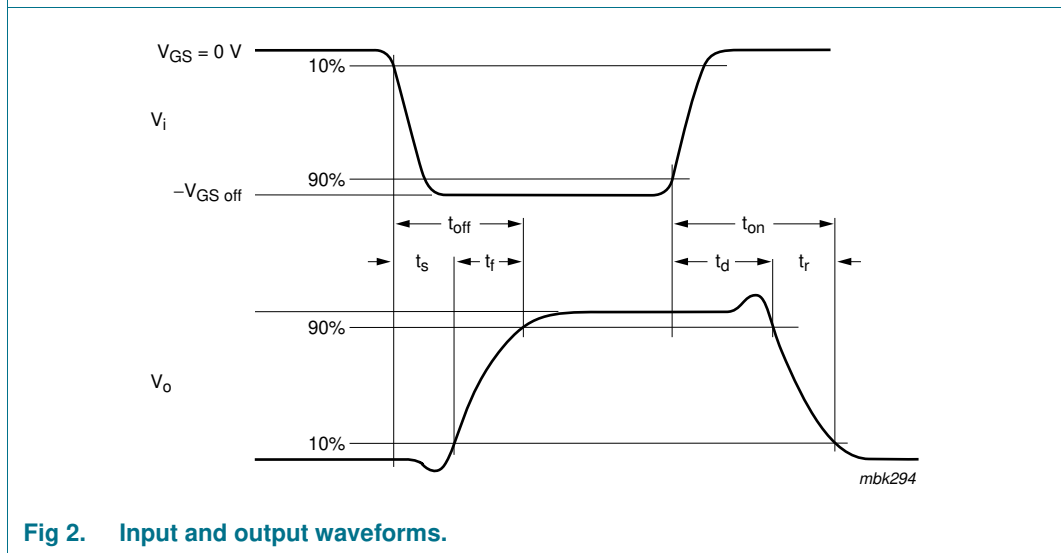 VGS = 0 V
10%
Vi
90%
−VGS off
toff
ton
ts
tf
td
tr
90%
Vo
10%
mbk294
Fig 2. Input and output waveforms.